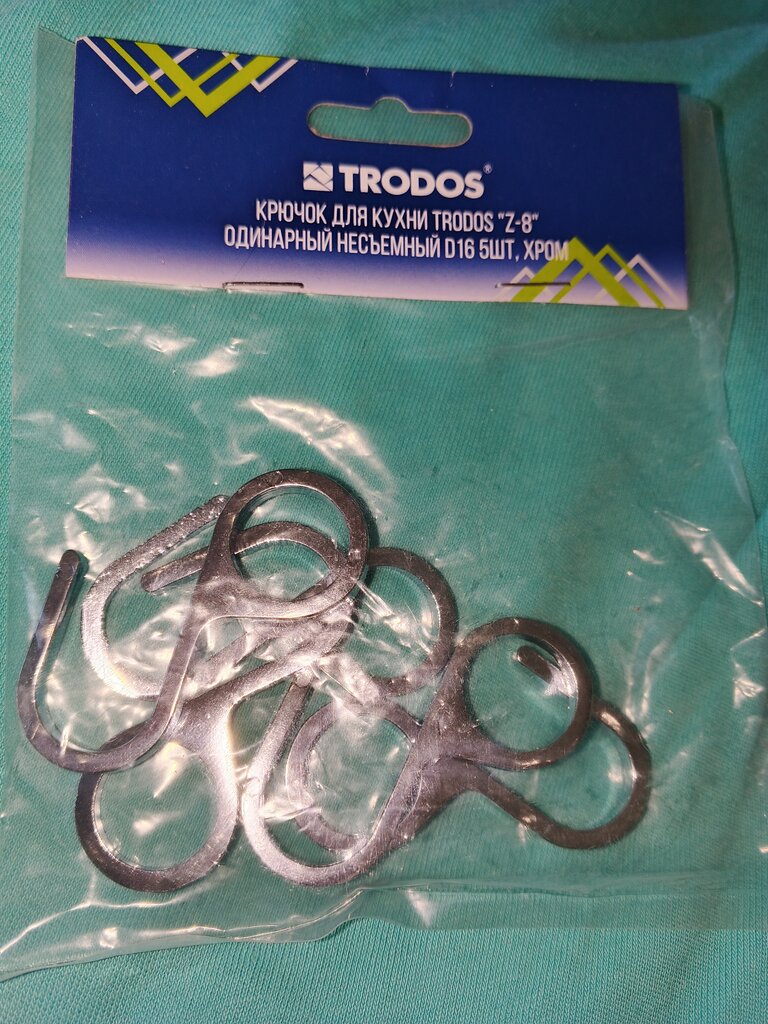 TRODOS®
КРЮЧОК ДЛЯ КУХНИ TRODOS "Z-8"
ОДИНАРНЫЙ НЕСЪЕМНЫЙ D16 5ШТ, ХРОМ